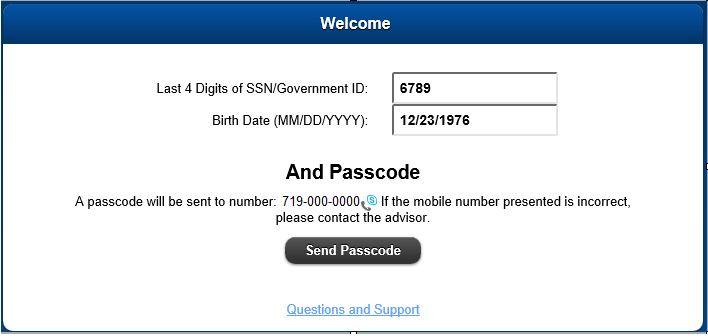 Welcome
Last 4 Digits of SSN/Government ID: 6789
Birth Date (MM/DD/YYYY): 12/23/1976
And Passcode
A passcode will be sent to number: 719-000-0000 If the mobile number presented is incorrect,
please contact the advisor.
Send Passcode
Questions and Support